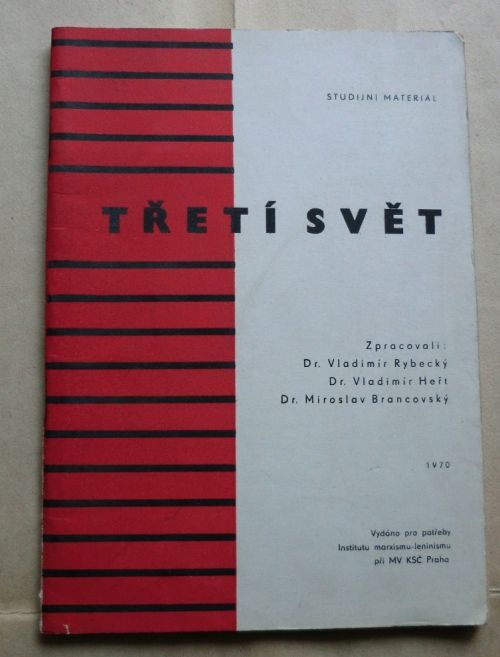 STUDIJNÍ MATERIÁL
TŘETÍ SVĚT
Zpracovali:
Dr. Vladimír Rybecký
Dr. Vladimír Heřt
Dr. Miroslav Brancovský
1970
Vydáno pro potřeby
Institutu marxismu-leninismu
při MV KSČ Praha